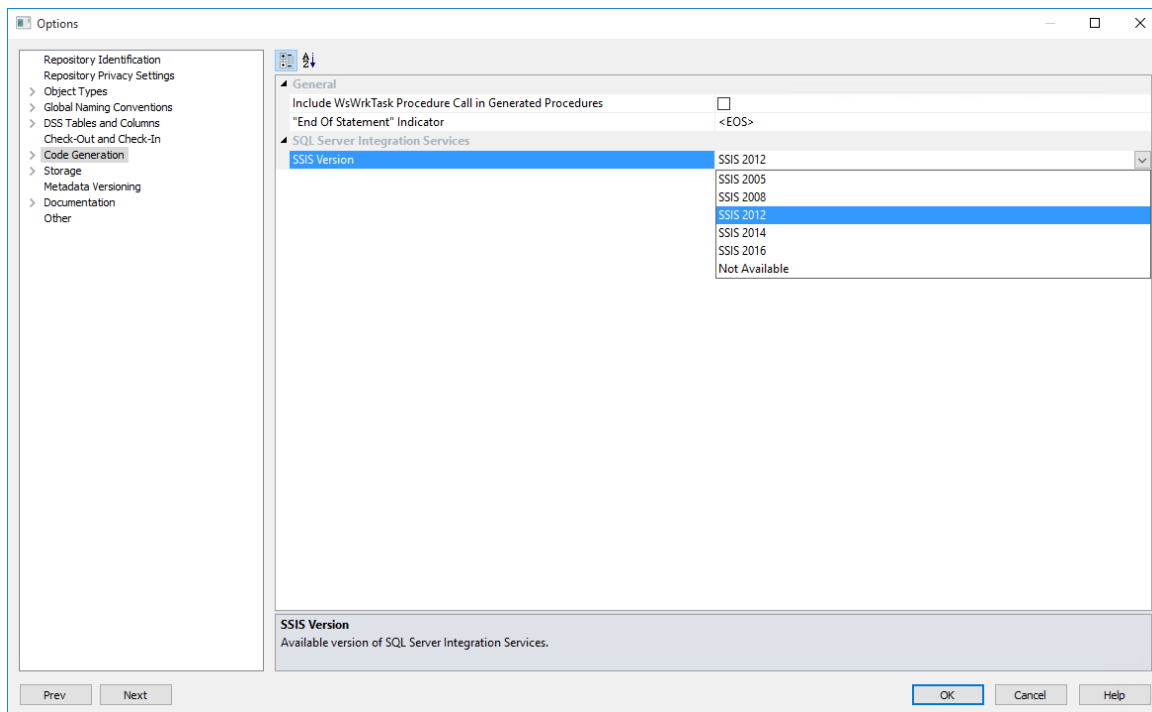 Options
Repository Identification
Repository Privacy Settings
Object Types
Global Naming Conventions
DSS Tables and Columns
Check-Out and Check-In
Code Generation
Storage
Metadata Versioning
Documentation
Other
General
Include WsWrkTask Procedure Call in Generated Procedures
"End Of Statement" Indicator <EOS>
SQL Server Integration Services
SSIS Version SSIS 2012
SSIS 2005
SSIS 2008
SSIS 2012
SSIS 2014
SSIS 2016
Not Available
SSIS Version
Available version of SQL Server Integration Services.
Prev Next OK Cancel Help